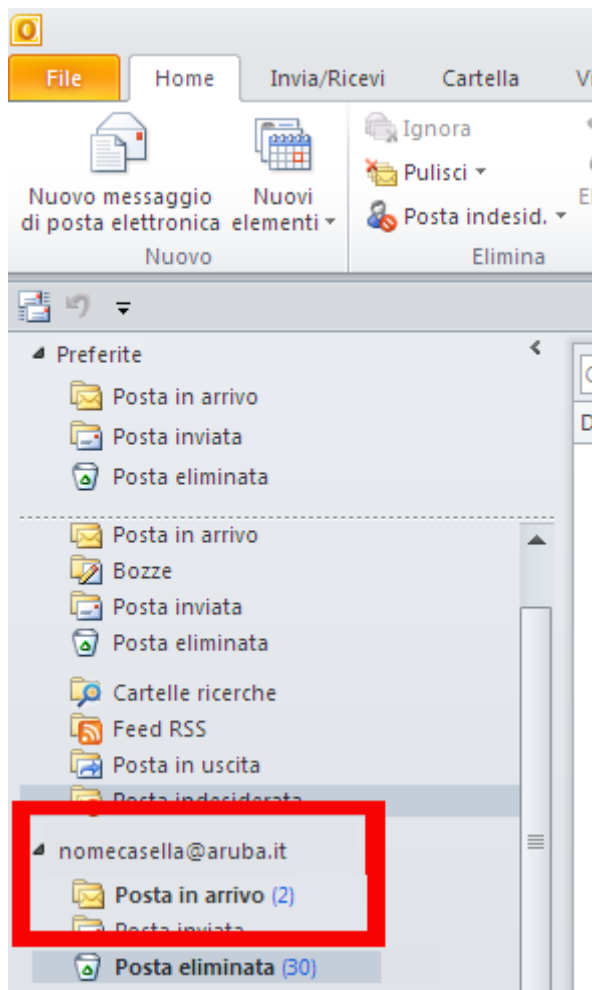 File Home Invia/Ricevi Cartella
Ignora
Pulisci
Posta indesid.
Nuovo messaggio
di posta elettronica
Nuovi
elementi
Nuovo
Elimina
Preferite
Posta in arrivo
Posta inviata
Posta eliminata
Posta in arrivo
Bozze
Posta inviata
Posta eliminata
Cartelle ricerche
Feed RSS
Posta in uscita
Posta indesiderata
nomecasella@aruba.it
Posta in arrivo (2)
Posta inviata
Posta eliminata (30)